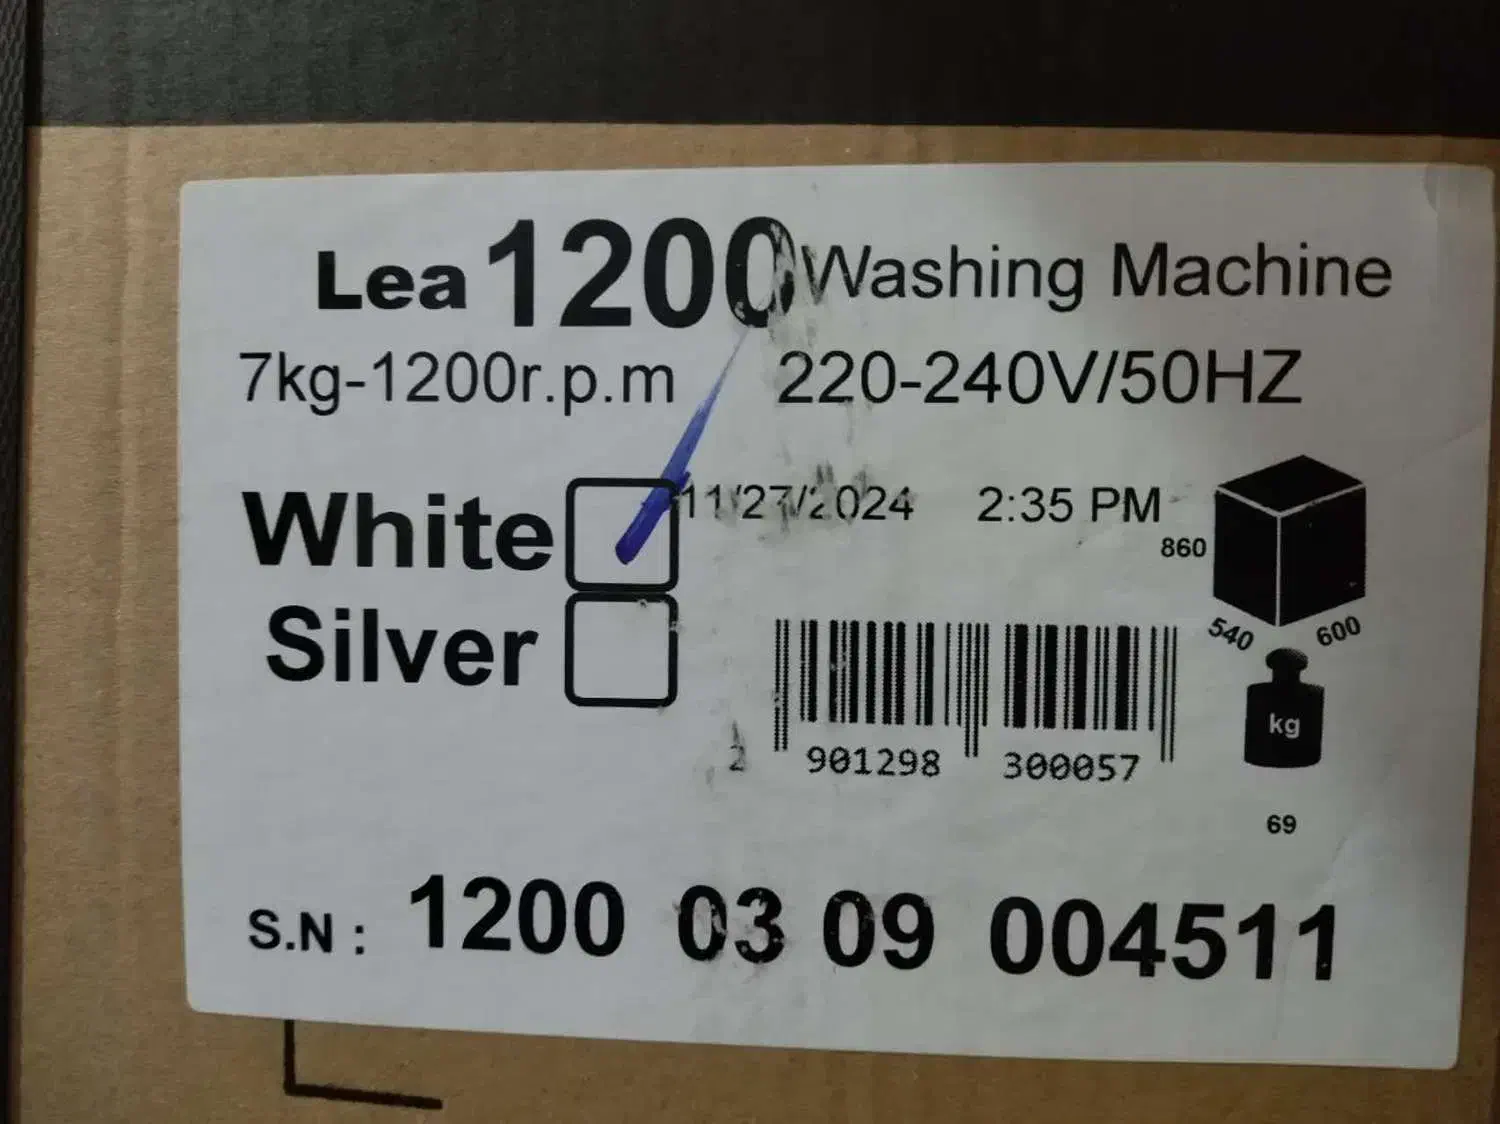 Lea 1200 Washing Machine
7kg-1200r.p.m 220-240V/50HZ
White 11/27/2024 2:35 PM
860
540 600
Silver
kg
2 901298 300057
69
S.N : 1200 03 09 004511